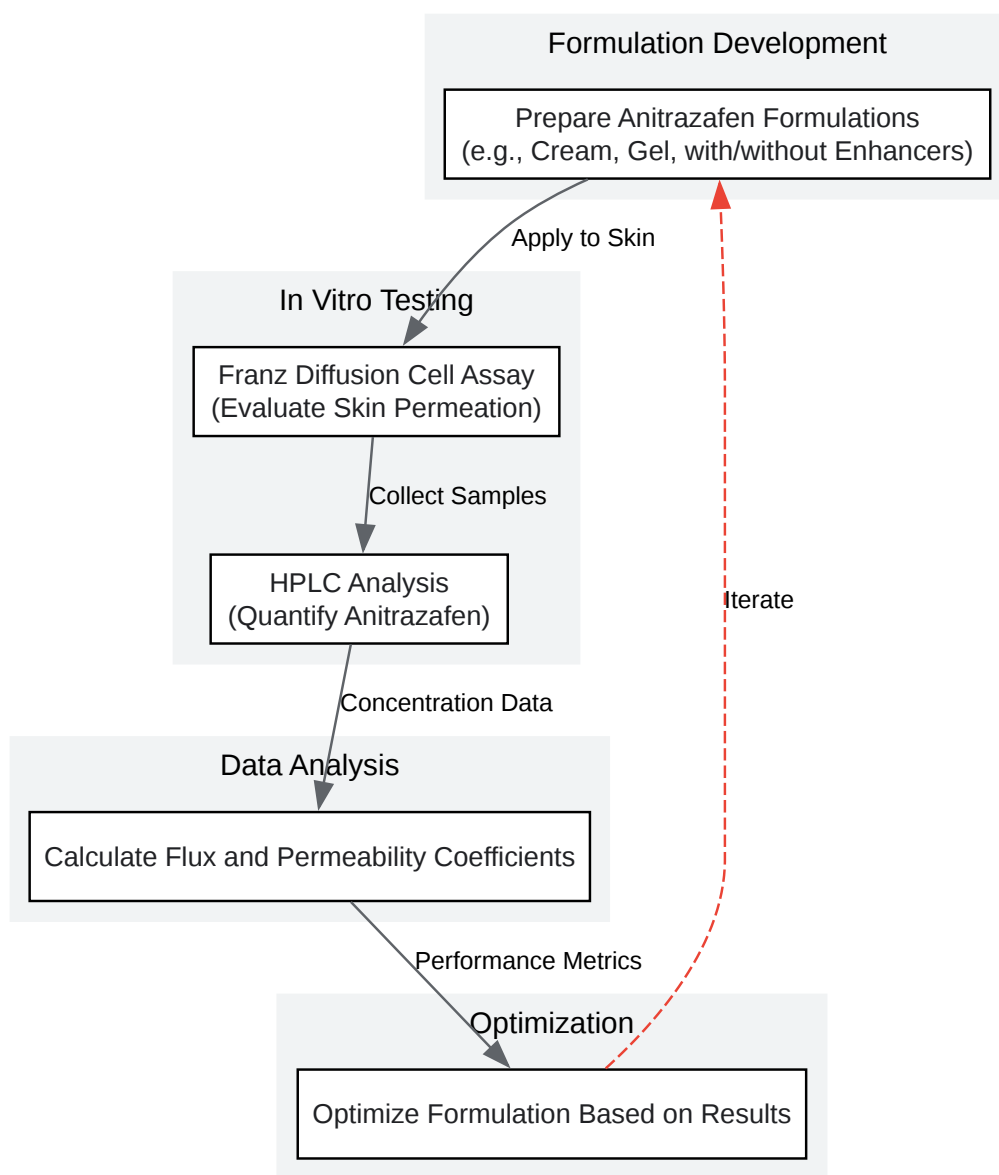 Formulation Development
Prepare Anitrazafen Formulations
(e.g., Cream, Gel, with/without Enhancers)
Apply to Skin
In Vitro Testing
Franz Diffusion Cell Assay
(Evaluate Skin Permeation)
Collect Samples
HPLC Analysis
(Quantify Anitrazafen)
Iterate
Concentration Data
Data Analysis
Calculate Flux and Permeability Coefficients
Performance Metrics
Optimization
Optimize Formulation Based on Results